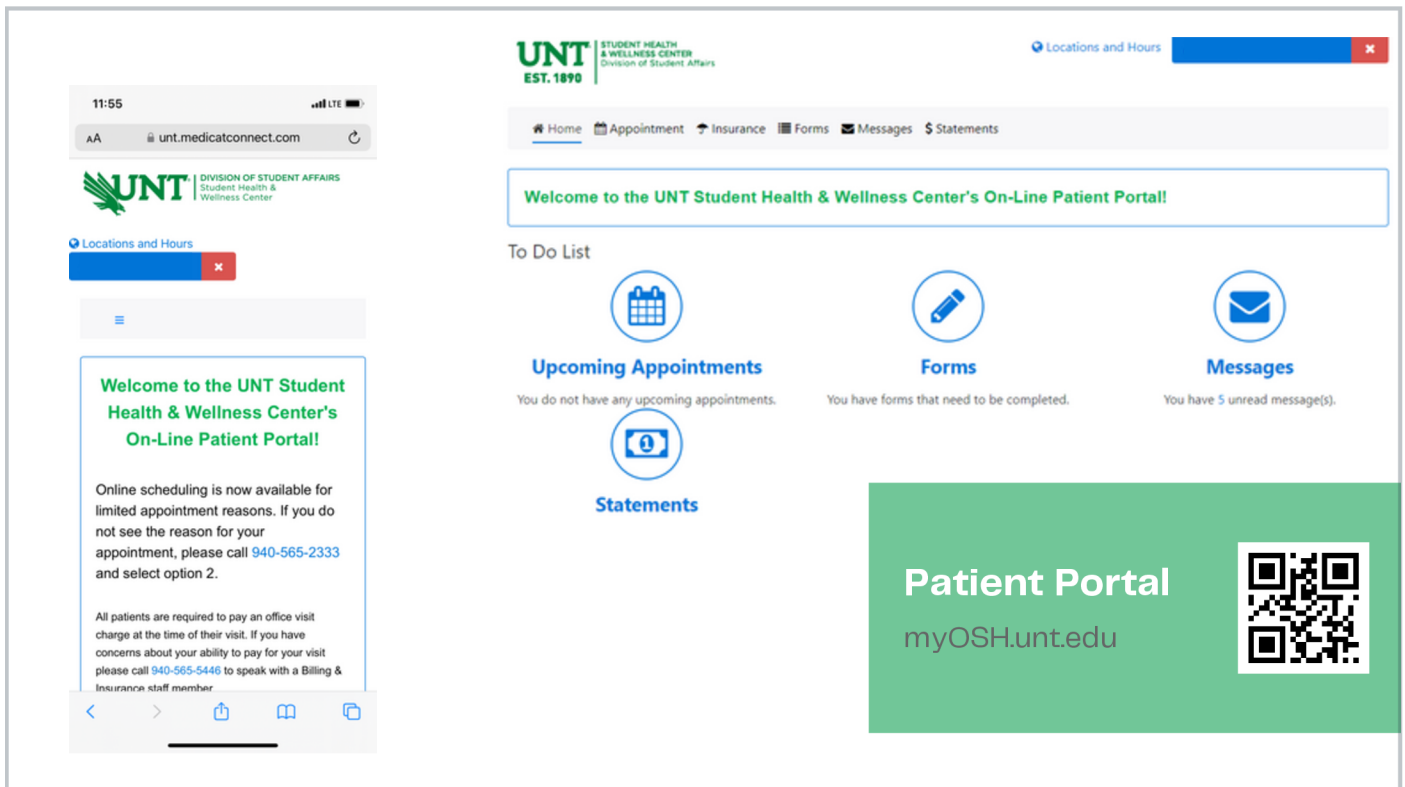 11:55
LTE
AA
unt.medicatconnect.com
UNT
DIVISION OF STUDENT AFFAIRS
Student Health &
Wellness Center
Locations and Hours
Welcome to the UNT Student
Health & Wellness Center's
On-Line Patient Portal!
Online scheduling is now available for
limited appointment reasons. If you do
not see the reason for your
appointment, please call 940-565-2333
and select option 2.
All patients are required to pay an office visit
charge at the time of their visit. If you have
concerns about your ability to pay for your visit
please call 940-565-5446 to speak with a Billing &
Insurance staff member
UNT
EST. 1890
STUDENT HEALTH
& WELLNESS CENTER
Division of Student Affairs
Locations and Hours
Home Appointment Insurance Forms Messages $ Statements
Welcome to the UNT Student Health & Wellness Center's On-Line Patient Portal!
To Do List
Upcoming Appointments
You do not have any upcoming appointments.
Forms
You have forms that need to be completed.
Messages
You have 5 unread message(s).
1
Statements
Patient Portal
myOSH.unt.edu